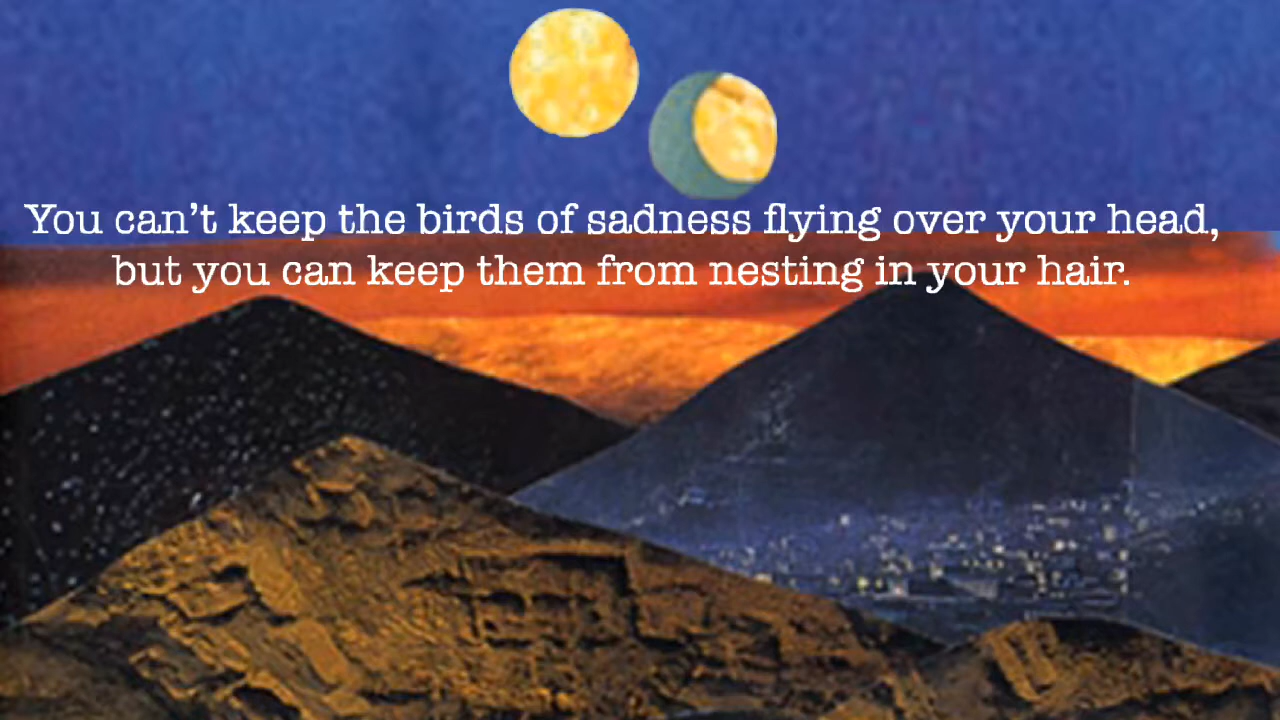 You can’t keep the birds of sadness flying over your head,
but you can keep them from nesting in your hair.